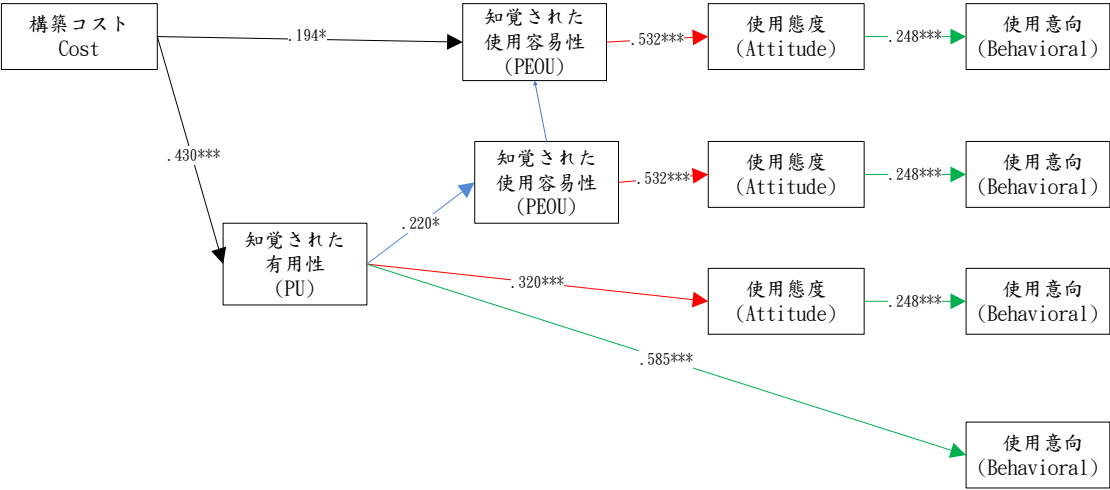 構築コスト
Cost
.194*
知覚された
使用容易性
(PEOU)
.532***
使用態度
(Attitude)
.248***
使用意向
(Behavioral)
.430***
知覚された
使用容易性
(PEOU)
.532***
使用態度
(Attitude)
.248***
使用意向
(Behavioral)
.220*
知覚された
有用性
(PU)
.320***
使用態度
(Attitude)
.248***
使用意向
(Behavioral)
.585***
使用意向
(Behavioral)